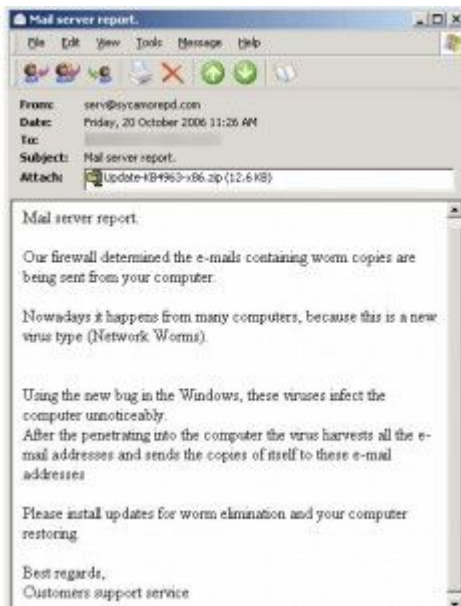 Mail server report.
File Edit View Tools Message Help
From: serv@sycamorepd.com
Date: Friday, 20 October 2006 11:26 AM
To:
Subject: Mail server report.
Attach: Update-KB4963-x86.zip (12.6 KB)
Mail server report.
Our firewall determined the e-mails containing worm copies are
being sent from your computer.
Nowadays it happens from many computers, because this is a new
virus type (Network Worms).
Using the new bug in the Windows, these viruses infect the
computer unnoticeably.
After the penetrating into the computer the virus harvests all the e-
mail addresses and sends the copies of itself to these e-mail
addresses
Please install updates for worm elimination and your computer
restoring.
Best regards,
Customers support service